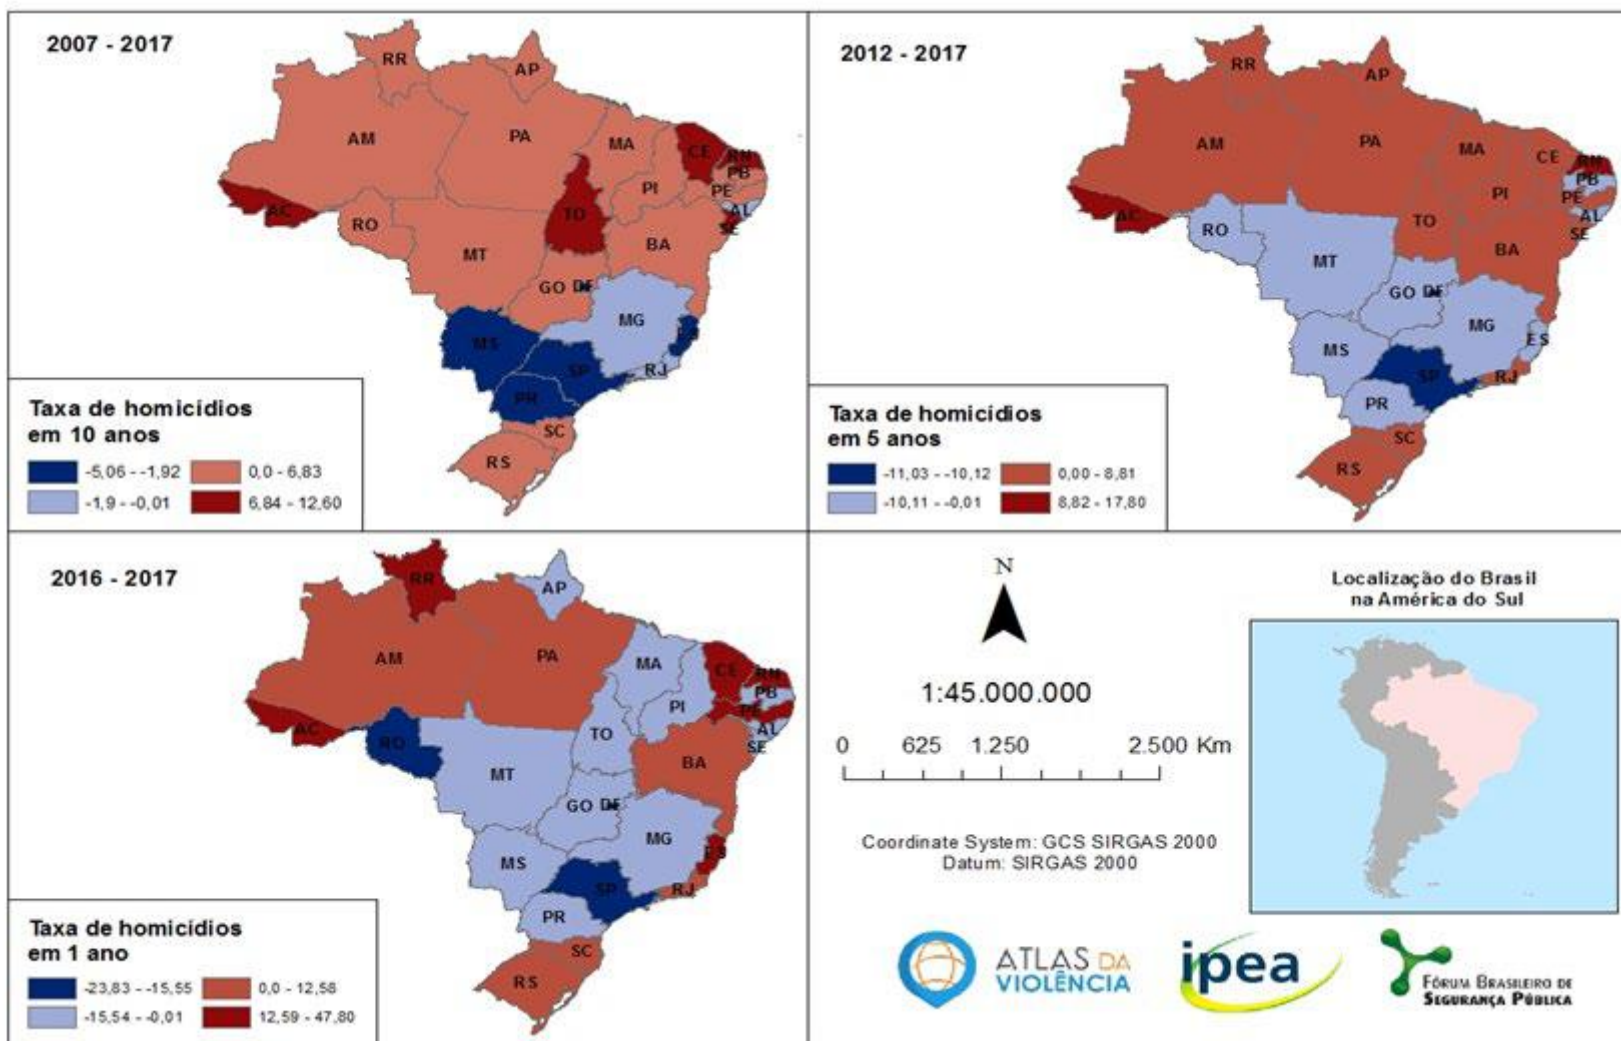 2007 - 2017
RR
AP
AM
PA
MA
CE
RN
PB
PI
PE
AL
SE
AC
TO
RO
BA
MT
GO
DF
MG
ES
MS
SP
RJ
PR
SC
RS
Taxa de homicídios
em 10 anos
-5,06 - -1,92
0,0 - 6,83
-1,9 - -0,01
6,84 - 12,60
2012 - 2017
RR
AP
AM
PA
MA
CE
RN
PB
PI
PE
AL
SE
AC
TO
RO
BA
MT
GO
DF
MG
ES
MS
SP
RJ
PR
SC
RS
Taxa de homicídios
em 5 anos
-11,03 - -10,12
0,00 - 8,81
-10,11 - -0,01
8,82 - 17,80
2016 - 2017
RR
AP
AM
PA
MA
CE
RN
PB
PI
PE
AL
SE
AC
TO
RO
BA
MT
GO
DF
MG
ES
MS
SP
RJ
PR
SC
RS
Taxa de homicídios
em 1 ano
-23,83 - -15,55
0,0 - 12,58
-15,54 - -0,01
12,59 - 47,80
N
1:45.000.000
0 625 1.250 2.500 Km
Coordinate System: GCS SIRGAS 2000
Datum: SIRGAS 2000
Localização do Brasil
na América do Sul
ATLAS DA
VIOLÊNCIA
ipea
FÓRUM BRASILEIRO DE
SEGURANÇA PÚBLICA